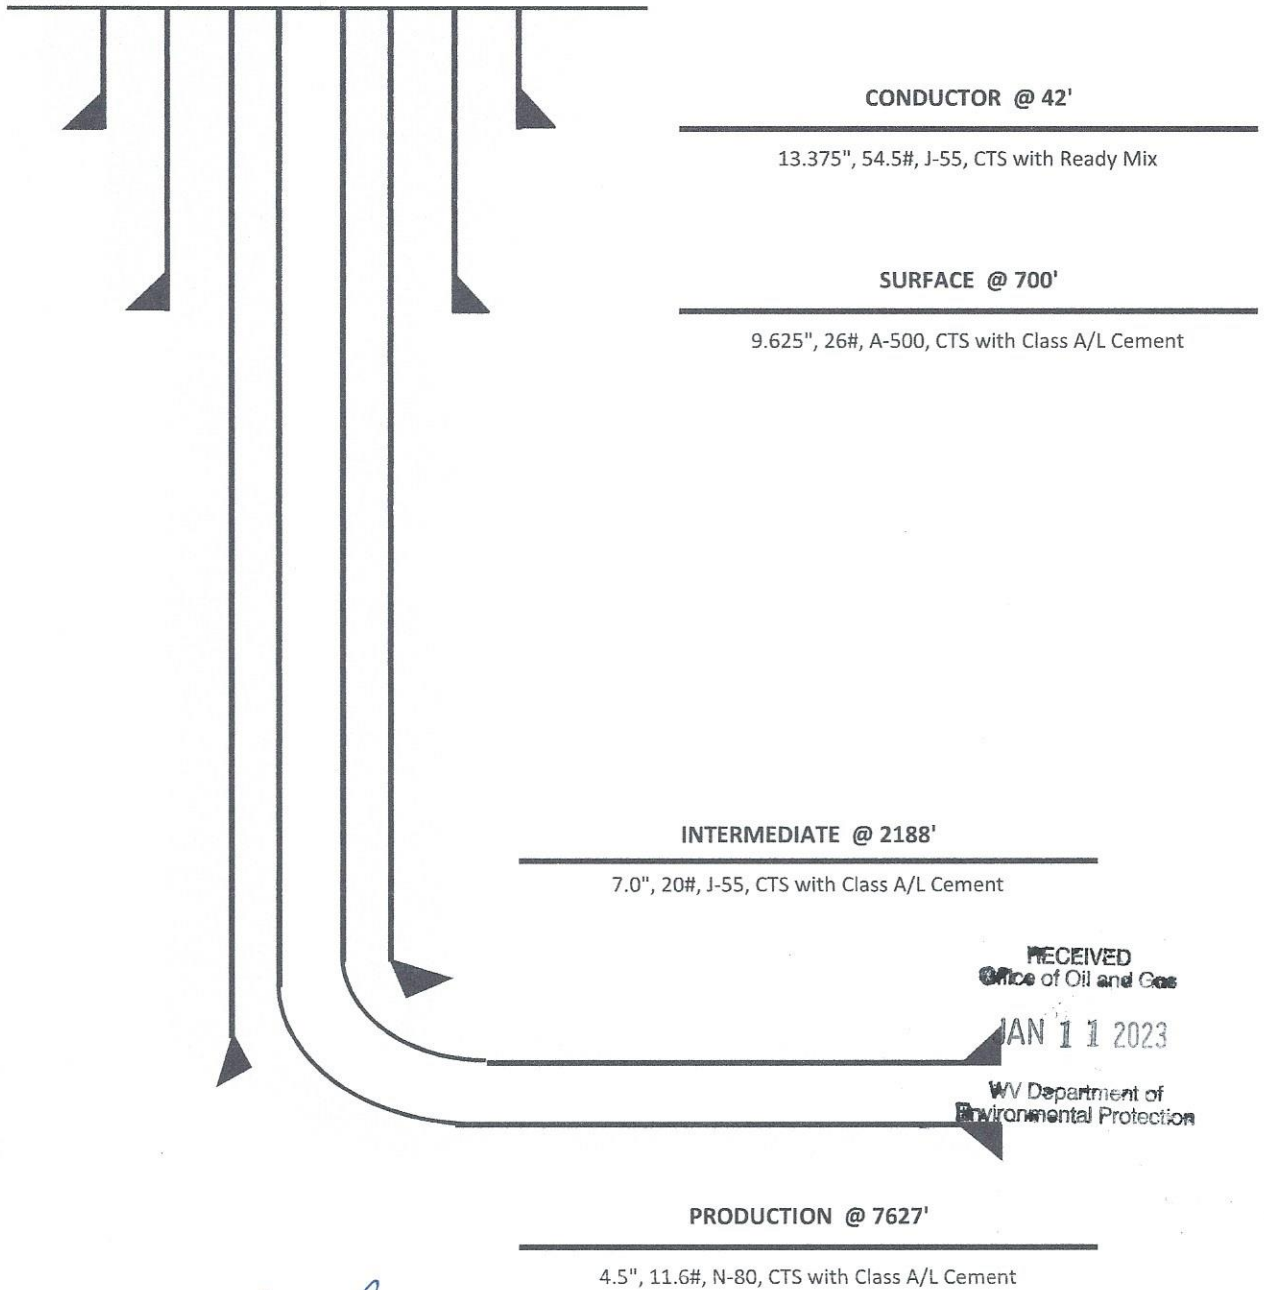 CONDUCTOR @ 42'
13.375", 54.5#, J-55, CTS with Ready Mix
SURFACE @ 700'
9.625", 26#, A-500, CTS with Class A/L Cement
INTERMEDIATE @ 2188'
7.0", 20#, J-55, CTS with Class A/L Cement
RECEIVED
Office of Oil and Gas
JAN 11 2023
WV Department of
Environmental Protection
PRODUCTION @ 7627'
4.5", 11.6#, N-80, CTS with Class A/L Cement